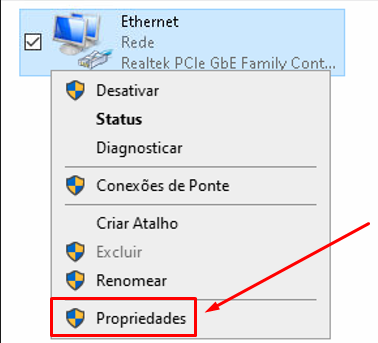 Ethernet
Rede
Realtek PCIe GbE Family Cont...
Desativar
Status
Diagnosticar
Conexões de Ponte
Criar Atalho
Excluir
Renomear
Propriedades